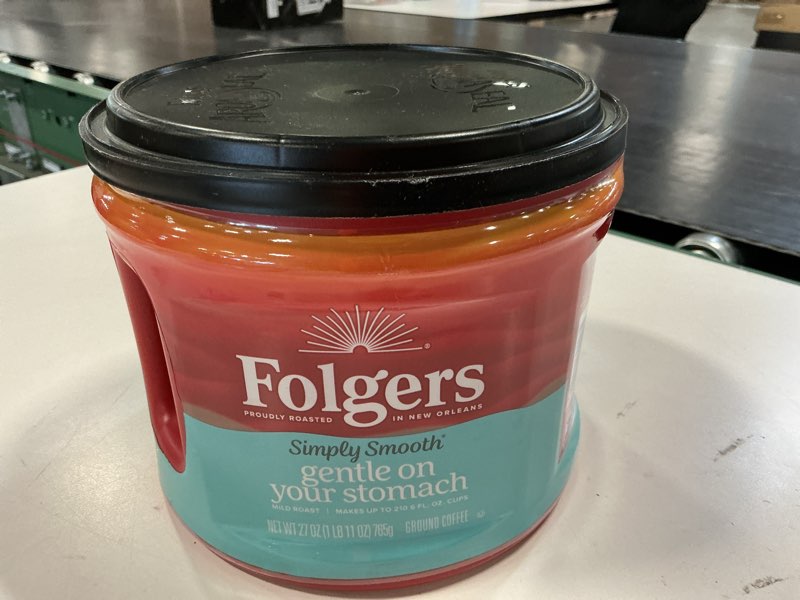 Folgers®
PROUDLY ROASTED IN NEW ORLEANS
Simply Smooth®
gentle on
your stomach
MILD ROAST | MAKES UP TO 210 6 FL. OZ. CUPS
NET WT 27 OZ (1 LB 11 OZ) 765g GROUND COFFEE